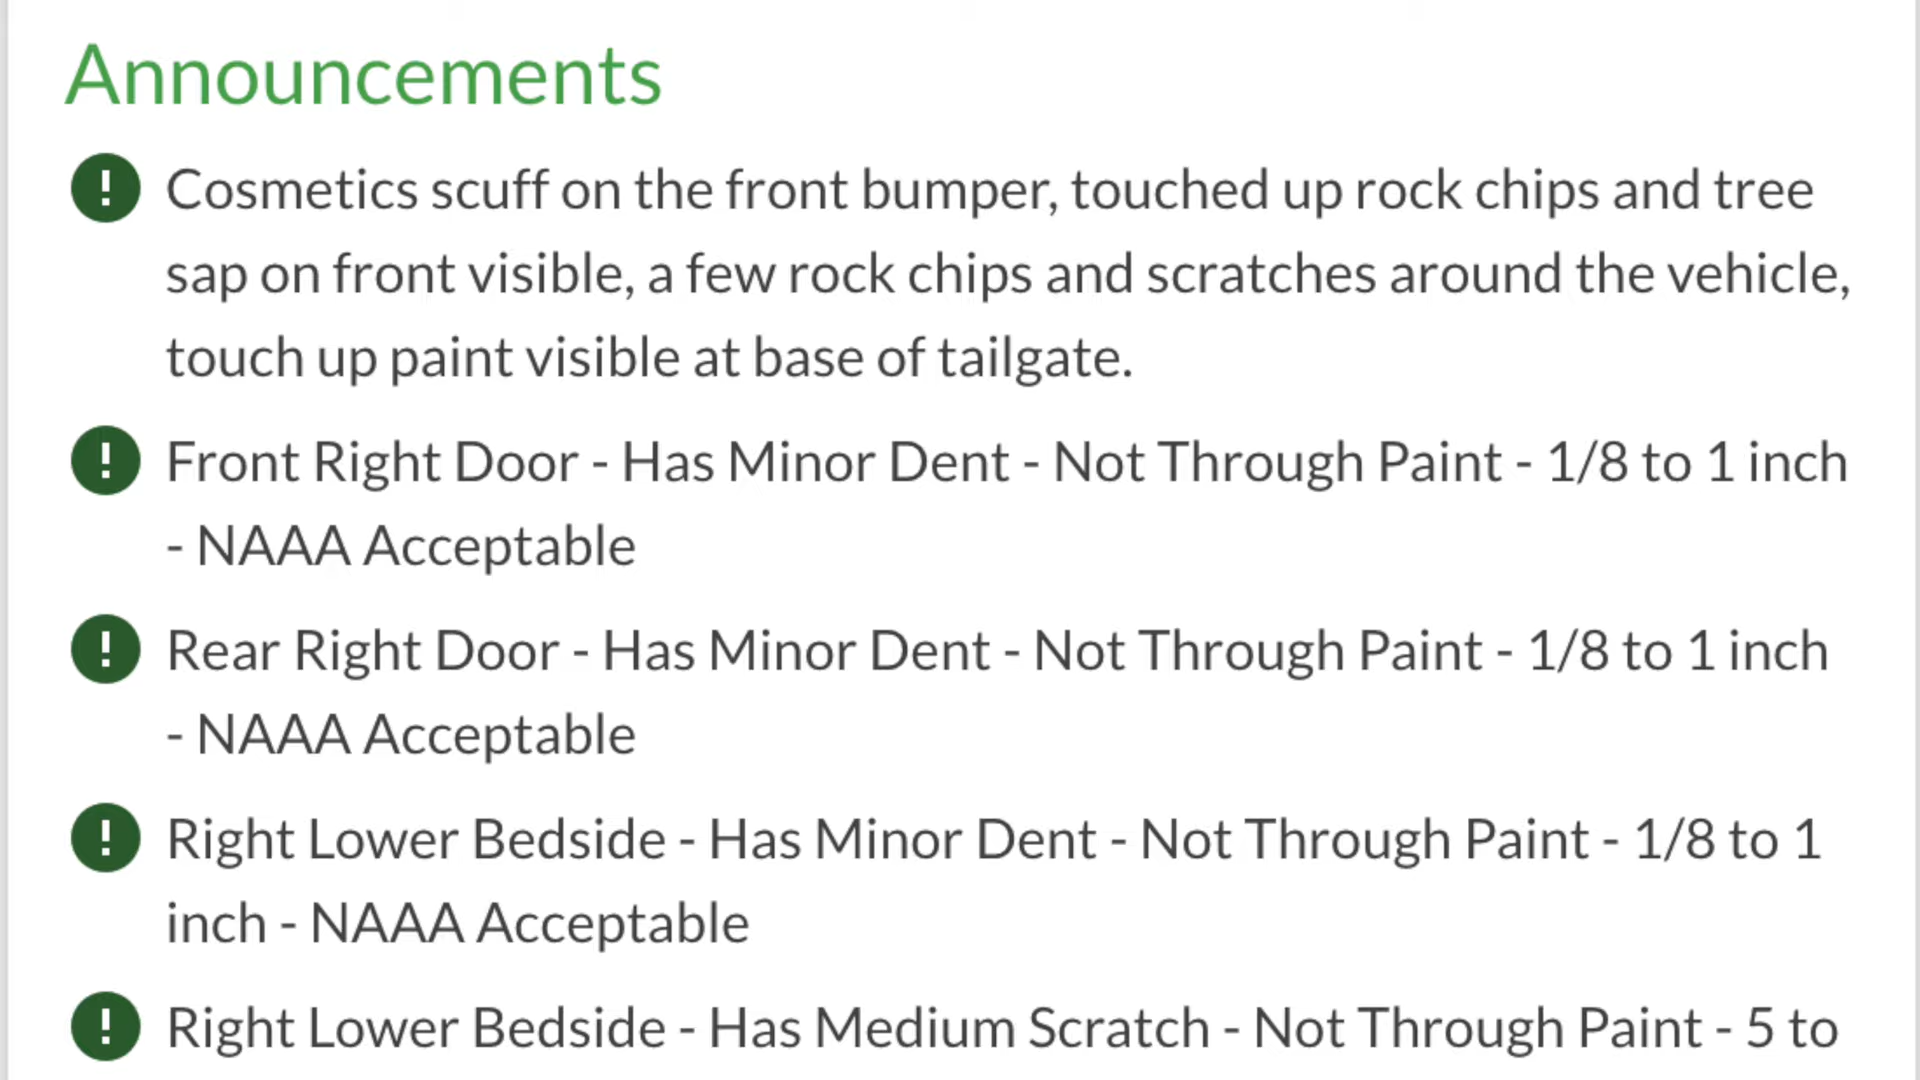 Announcements
Cosmetics scuff on the front bumper, touched up rock chips and tree
sap on front visible, a few rock chips and scratches around the vehicle,
touch up paint visible at base of tailgate.
Front Right Door - Has Minor Dent - Not Through Paint - 1/8 to 1 inch
- NAAA Acceptable
Rear Right Door - Has Minor Dent - Not Through Paint - 1/8 to 1 inch
- NAAA Acceptable
Right Lower Bedside - Has Minor Dent - Not Through Paint - 1/8 to 1
inch - NAAA Acceptable
Right Lower Bedside - Has Medium Scratch - Not Through Paint - 5 to